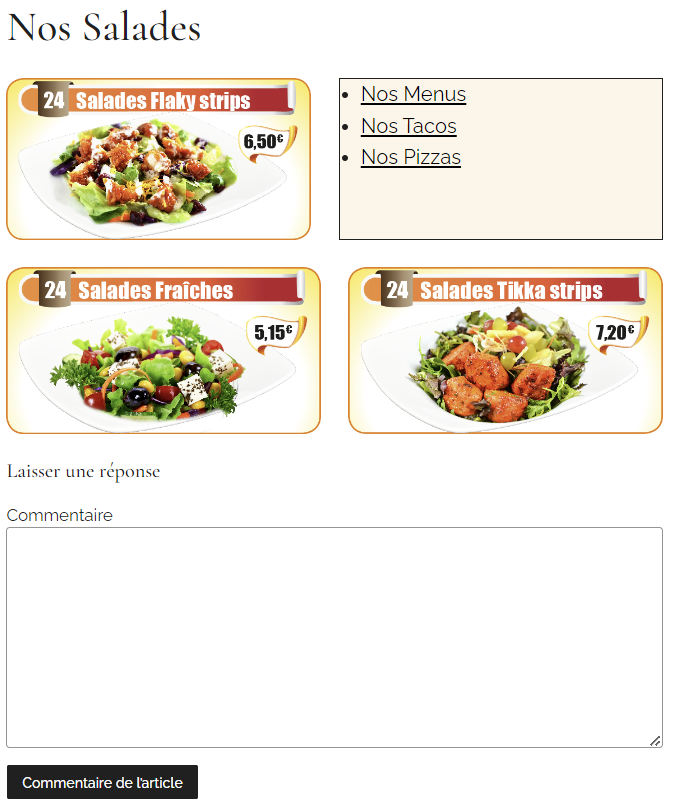 Nos Salades
24 Salades Flaky strips
6,50€
Nos Menus
Nos Tacos
Nos Pizzas
24 Salades Fraîches
5,15€
24 Salades Tikka strips
7,20€
Laisser une réponse
Commentaire
Commentaire de l'article